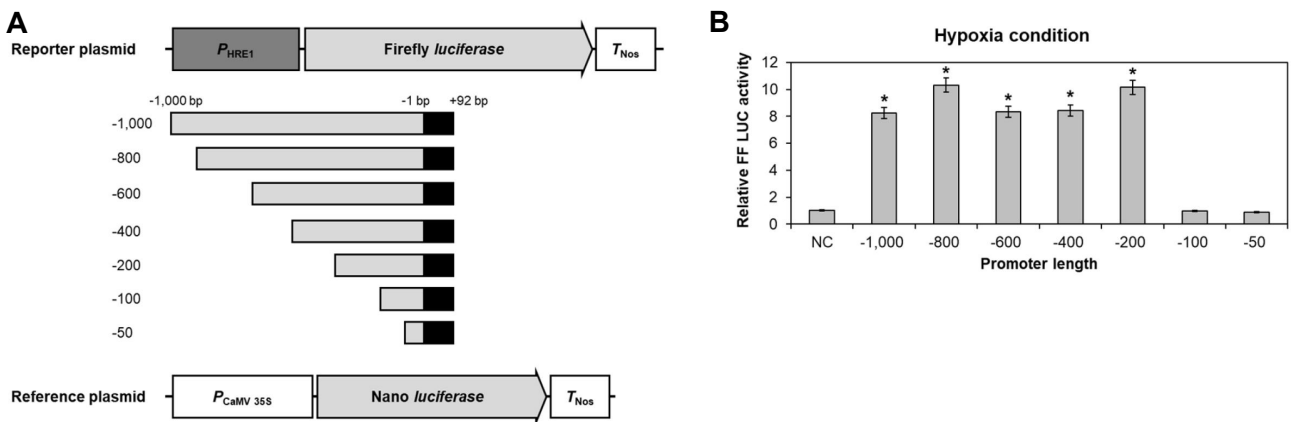 A
Reporter plasmid
PHRE1
Firefly luciferase
TNos
-1,000 bp
-1 bp
+92 bp
-1,000
-800
-600
-400
-200
-100
-50
Reference plasmid
PCaMV 35S
Nano luciferase
TNos
B
Hypoxia condition
Relative FF LUC activity
12
10
8
6
4
2
0
* * * * *
NC -1,000 -800 -600 -400 -200 -100 -50
Promoter length